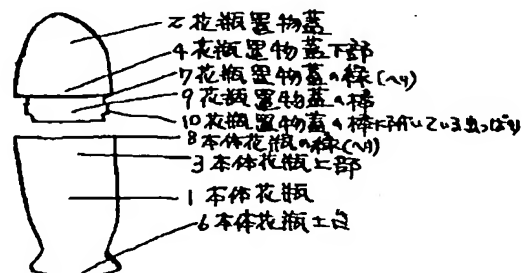 2花瓶置物蓋
4花瓶置物蓋下部
7花瓶置物蓋の縁(へり)
9花瓶置物蓋の棒
10花瓶置物蓋の棒に付いている出っぱり
8本体花瓶の縁(へり)
3本体花瓶上部
1本体花瓶
6本体花瓶土台